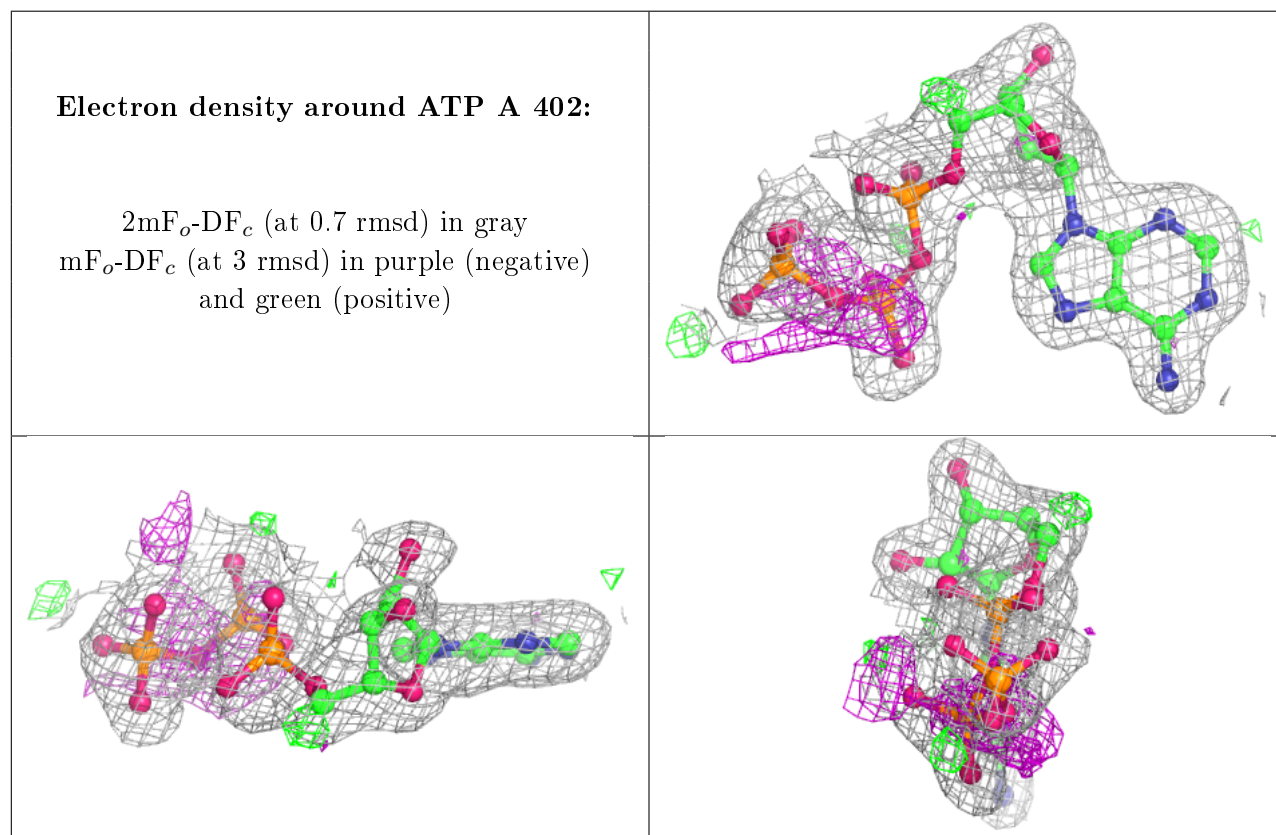 Electron density around ATP A 402:
2mFo-DFc (at 0.7 rmsd) in gray
mFo-DFc (at 3 rmsd) in purple (negative)
and green (positive)